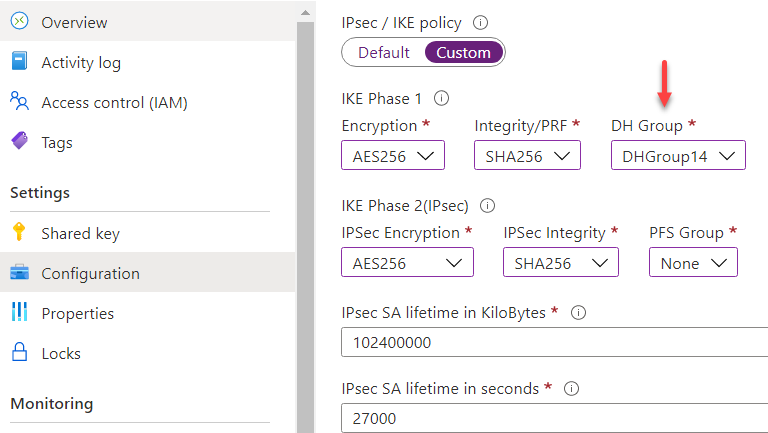 Overview
Activity log
Access control (IAM)
Tags
Settings
Shared key
Configuration
Properties
Locks
Monitoring
IPsec / IKE policy
Default Custom
IKE Phase 1
Encryption * Integrity/PRF * DH Group *
AES256 SHA256 DHGroup14
IKE Phase 2(IPsec)
IPSec Encryption * IPSec Integrity * PFS Group *
AES256 SHA256 None
IPsec SA lifetime in KiloBytes *
102400000
IPsec SA lifetime in seconds *
27000